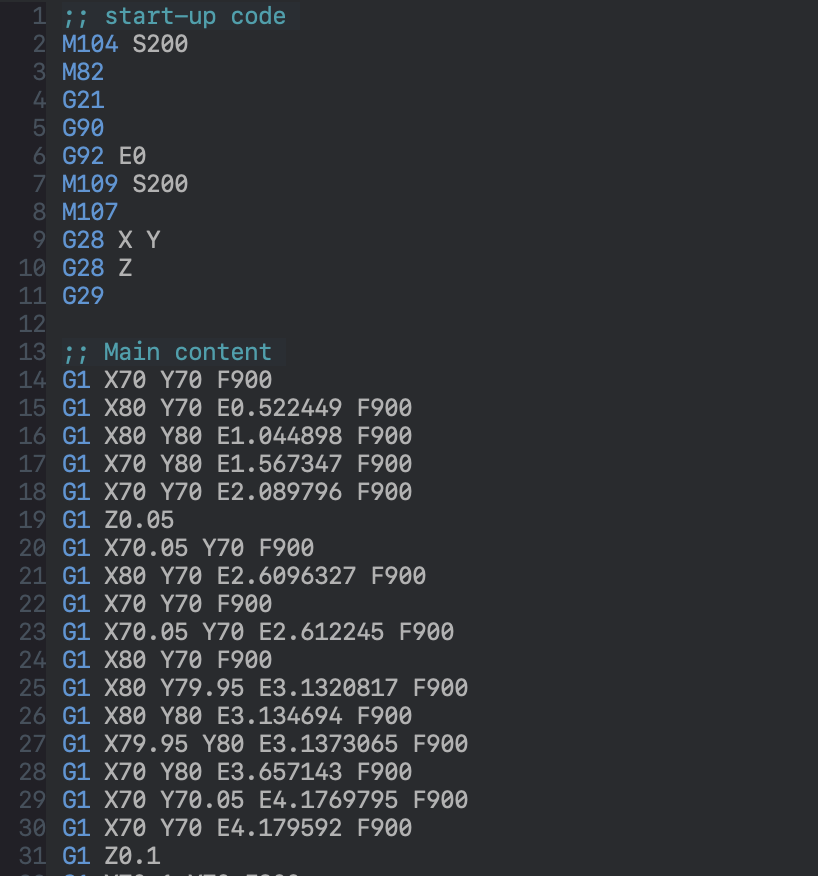 1 ;; start-up code
2 M104 S200
3 M82
4 G21
5 G90
6 G92 E0
7 M109 S200
8 M107
9 G28 X Y
10 G28 Z
11 G29
12
13 ;; Main content
14 G1 X70 Y70 F900
15 G1 X80 Y70 E0.522449 F900
16 G1 X80 Y80 E1.044898 F900
17 G1 X70 Y80 E1.567347 F900
18 G1 X70 Y70 E2.089796 F900
19 G1 Z0.05
20 G1 X70.05 Y70 F900
21 G1 X80 Y70 E2.6096327 F900
22 G1 X70 Y70 F900
23 G1 X70.05 Y70 E2.612245 F900
24 G1 X80 Y70 F900
25 G1 X80 Y79.95 E3.1320817 F900
26 G1 X80 Y80 E3.134694 F900
27 G1 X79.95 Y80 E3.1373065 F900
28 G1 X70 Y80 E3.657143 F900
29 G1 X70 Y70.05 E4.1769795 F900
30 G1 X70 Y70 E4.179592 F900
31 G1 Z0.1